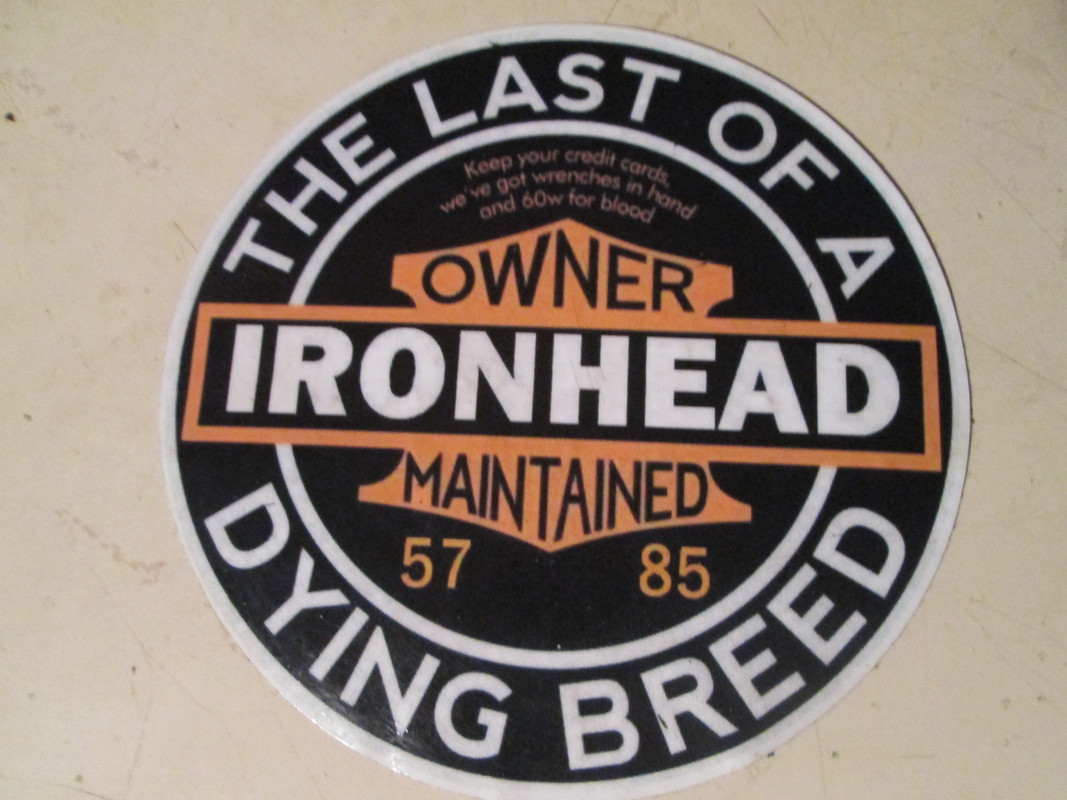 THE LAST OF A
Keep your credit cards,
we've got wrenches in hand
and 60w for blood
OWNER
IRONHEAD
MAINTAINED
57 85
DYING BREED